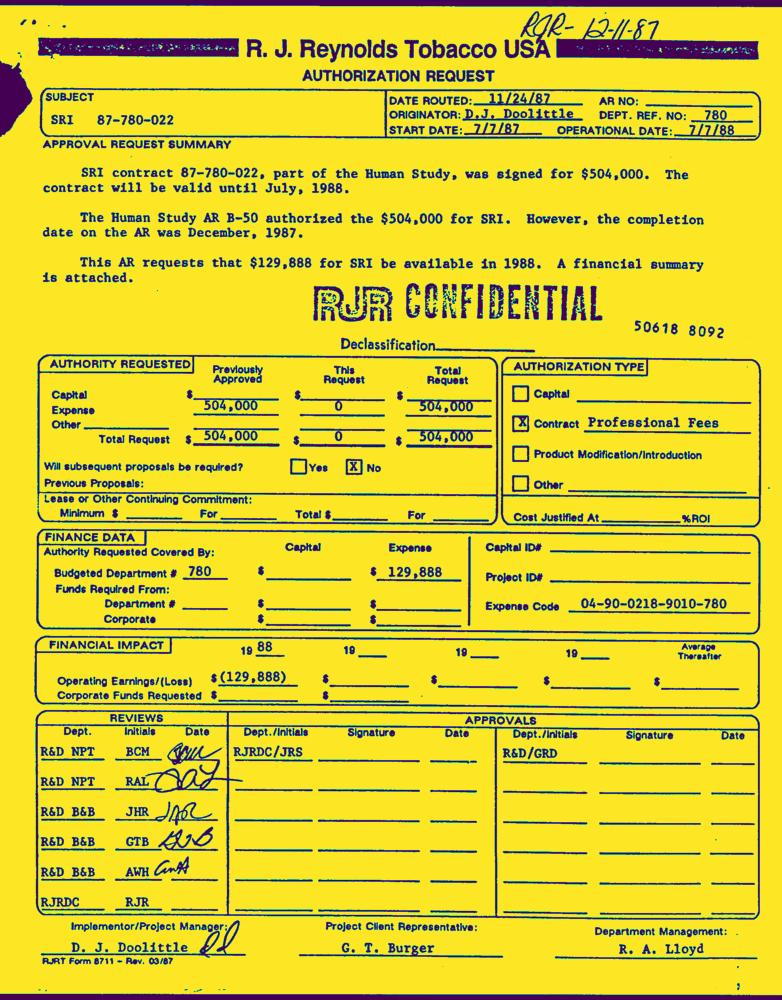 RJR- 12-11-87
R. J. Reynolds Tobacco USA
AUTHORIZATION REQUEST
SUBJECT
SRI 87-780-022
DATE ROUTED: 11/24/87 AR NO:
ORIGINATOR: D.J. Doolittle DEPT. REF. NO: 780
START DATE: 7/7/87 OPERATIONAL DATE: 7/7/88
APPROVAL REQUEST SUMMARY
SRI contract 87-780-022, part of the Human Study, was signed for $504,000. The
contract will be valid until July, 1988.
The Human Study AR B-50 authorized the $504,000 for SRI. However, the completion
date on the AR was December, 1987.
This AR requests that $129,888 for SRI be available in 1988. A financial summary
is attached.
RJR CONFIDENTIAL
50618 8092
Declassification
AUTHORITY REQUESTED
Previously Approved This Request Total Request
Capital $ $ $
Expense 504,000 0 504,000
Other
Total Request $ 504,000 $ 0 $ 504,000
Will subsequent proposals be required? Yes X No
Previous Proposals:
Lease or Other Continuing Commitment:
Minimum $ For Total $ For
AUTHORIZATION TYPE
Capital
X Contract Professional Fees
Product Modification/Introduction
Other
Cost Justified At %ROI
FINANCE DATA
Authority Requested Covered By: Capital Expense
Budgeted Department # 780 $ $ 129,888
Funds Required From:
Department # $ $
Corporate $ $
Capital ID#
Project ID#
Expense Code 04-90-0218-9010-780
FINANCIAL IMPACT
19 88 19 19 19 Average Thereafter
Operating Earnings/(Loss) $(129,888) $ $ $ $
Corporate Funds Requested $ $
REVIEWS
Dept. Initials Date
R&D NPT BCM
R&D NPT RAL
R&D B&B JHR
R&D B&B GTB
R&D B&B AWH
RJRDC RJR
APPROVALS
Dept./Initials Signature Date Dept./Initials Signature Date
RJRDC/JRS R&D/GRD
Implementor/Project Manager: Project Client Representative: Department Management:
D. J. Doolittle G. T. Burger R. A. Lloyd
RJRT Form 8711 - Rev. 03/87